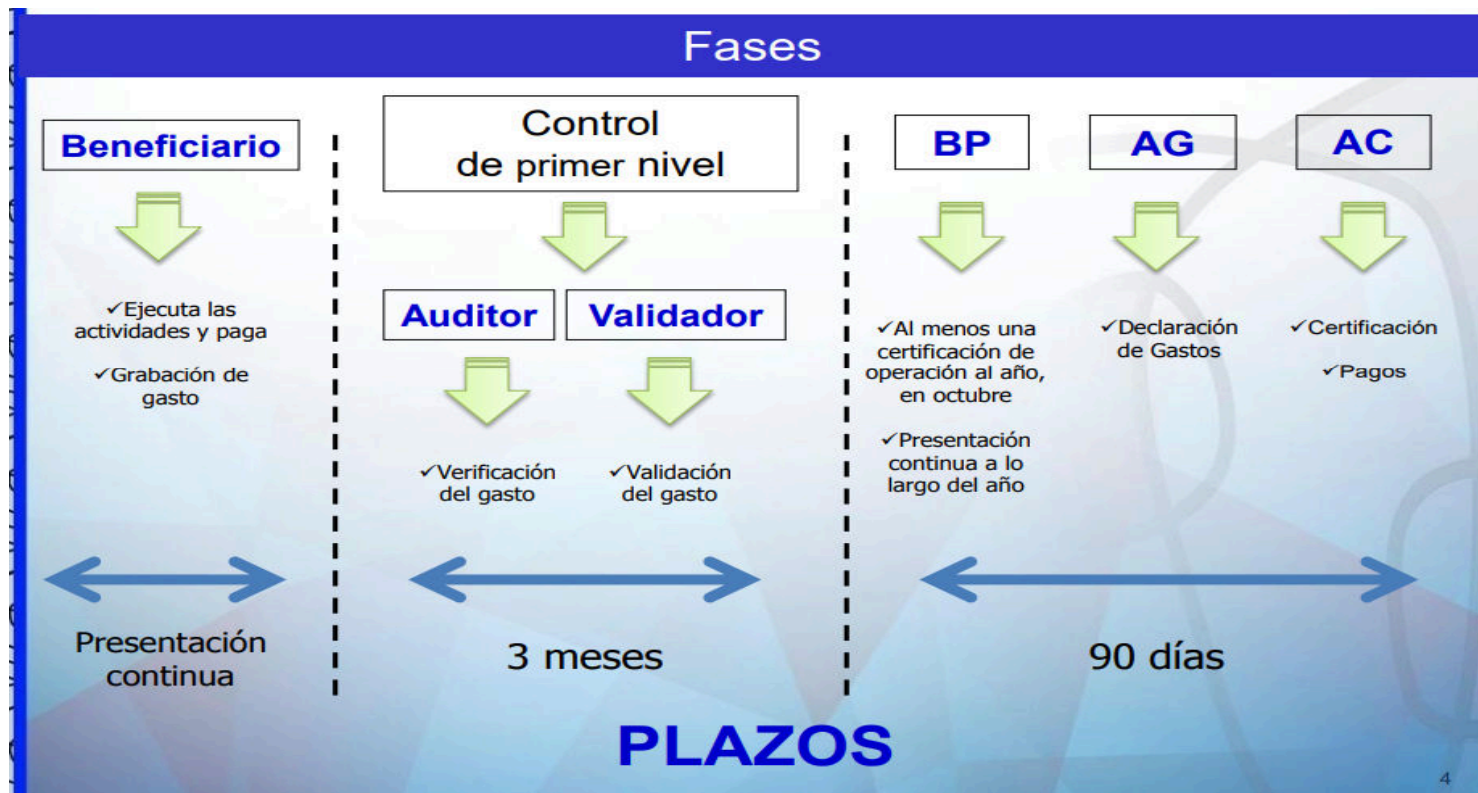 Fases
Beneficiario
✓Ejecuta las
actividades y paga
✓Grabación de
gasto
Presentación
continua
Control
de primer nivel
Auditor
Validador
✓Verificación
del gasto
✓Validación
del gasto
3 meses
BP
AG
AC
✓Al menos una
certificación de
operación al año,
en octubre
✓Presentación
continua a lo
largo del año
✓Declaración
de Gastos
✓Certificación
✓Pagos
90 días
PLAZOS
4